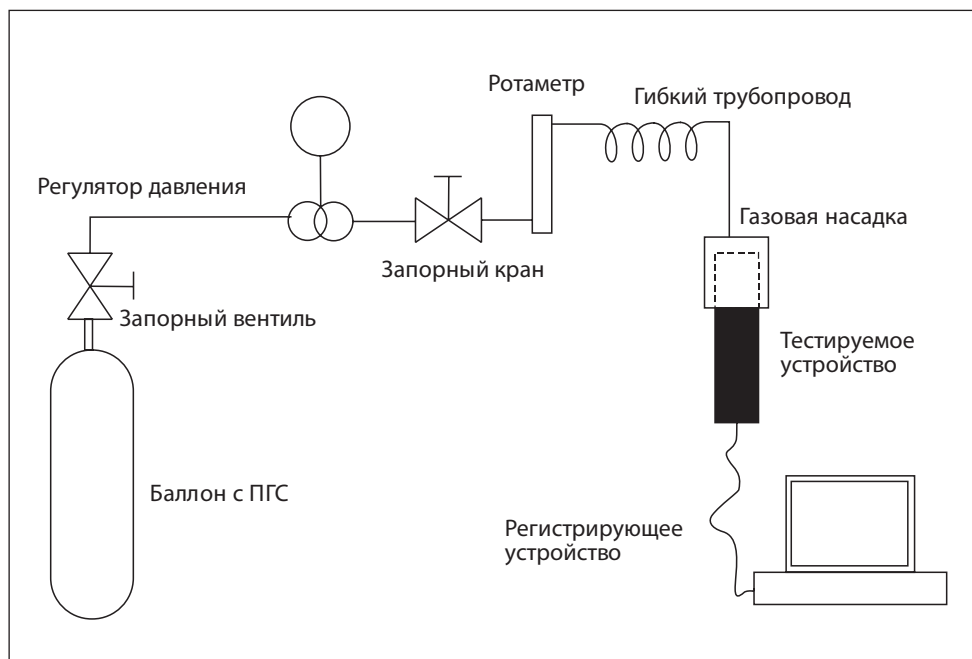 Ротаметр
Гибкий трубопровод
Регулятор давления
Газовая насадка
Запорный кран
Запорный вентиль
Тестируемое
устройство
Баллон с ПГС
Регистрирующее
устройство